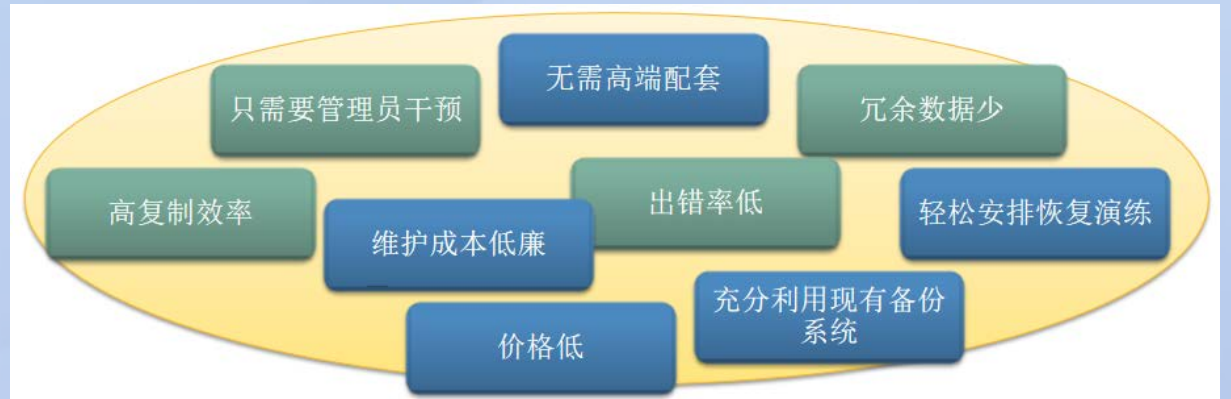 无需高端配套
只需要管理员干预
冗余数据少
高复制效率
出错率低
轻松安排恢复演练
维护成本低廉
充分利用现有备份
系统
价格低